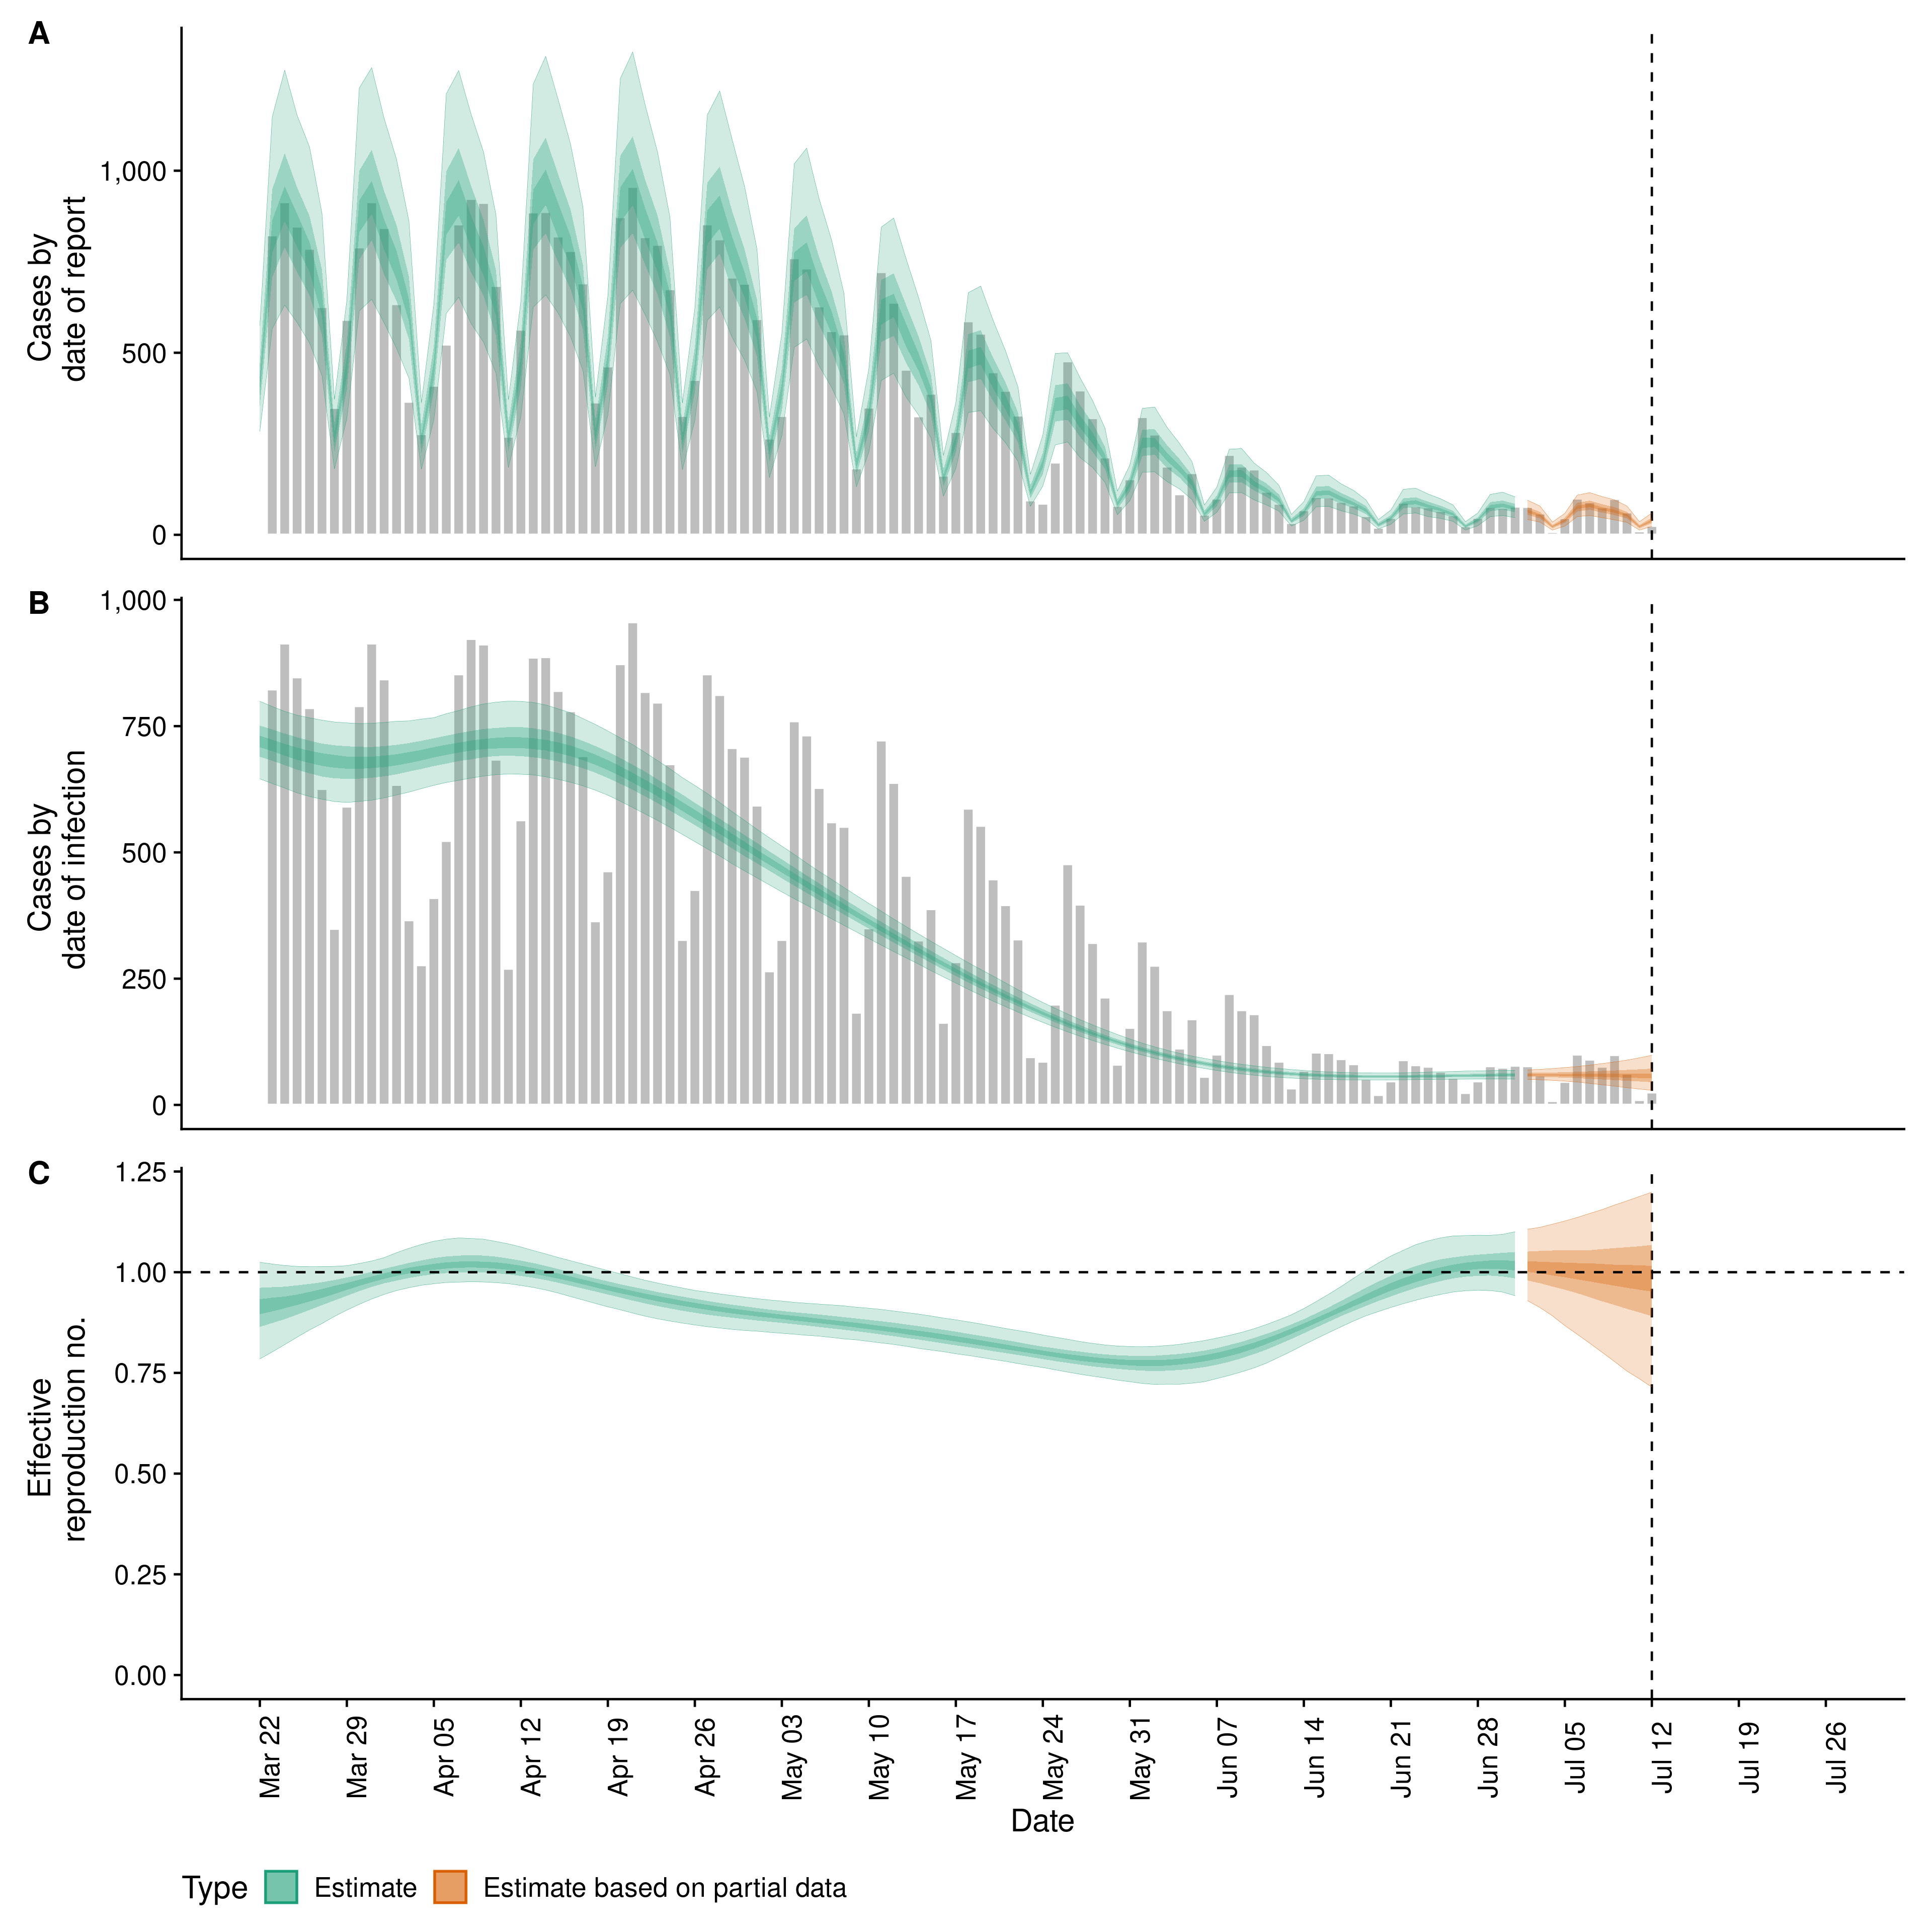 A
Cases by
date of report
1,000
500
0
B
Cases by
date of infection
1,000
750
500
250
0
C
Effective
reproduction no.
1.25
1.00
0.75
0.50
0.25
0.00
Mar 22
Mar 29
Apr 05
Apr 12
Apr 19
Apr 26
May 03
May 10
May 17
May 24
May 31
Jun 07
Jun 14
Jun 21
Jun 28
Jul 05
Jul 12
Jul 19
Jul 26
Date
Type Estimate Estimate based on partial data